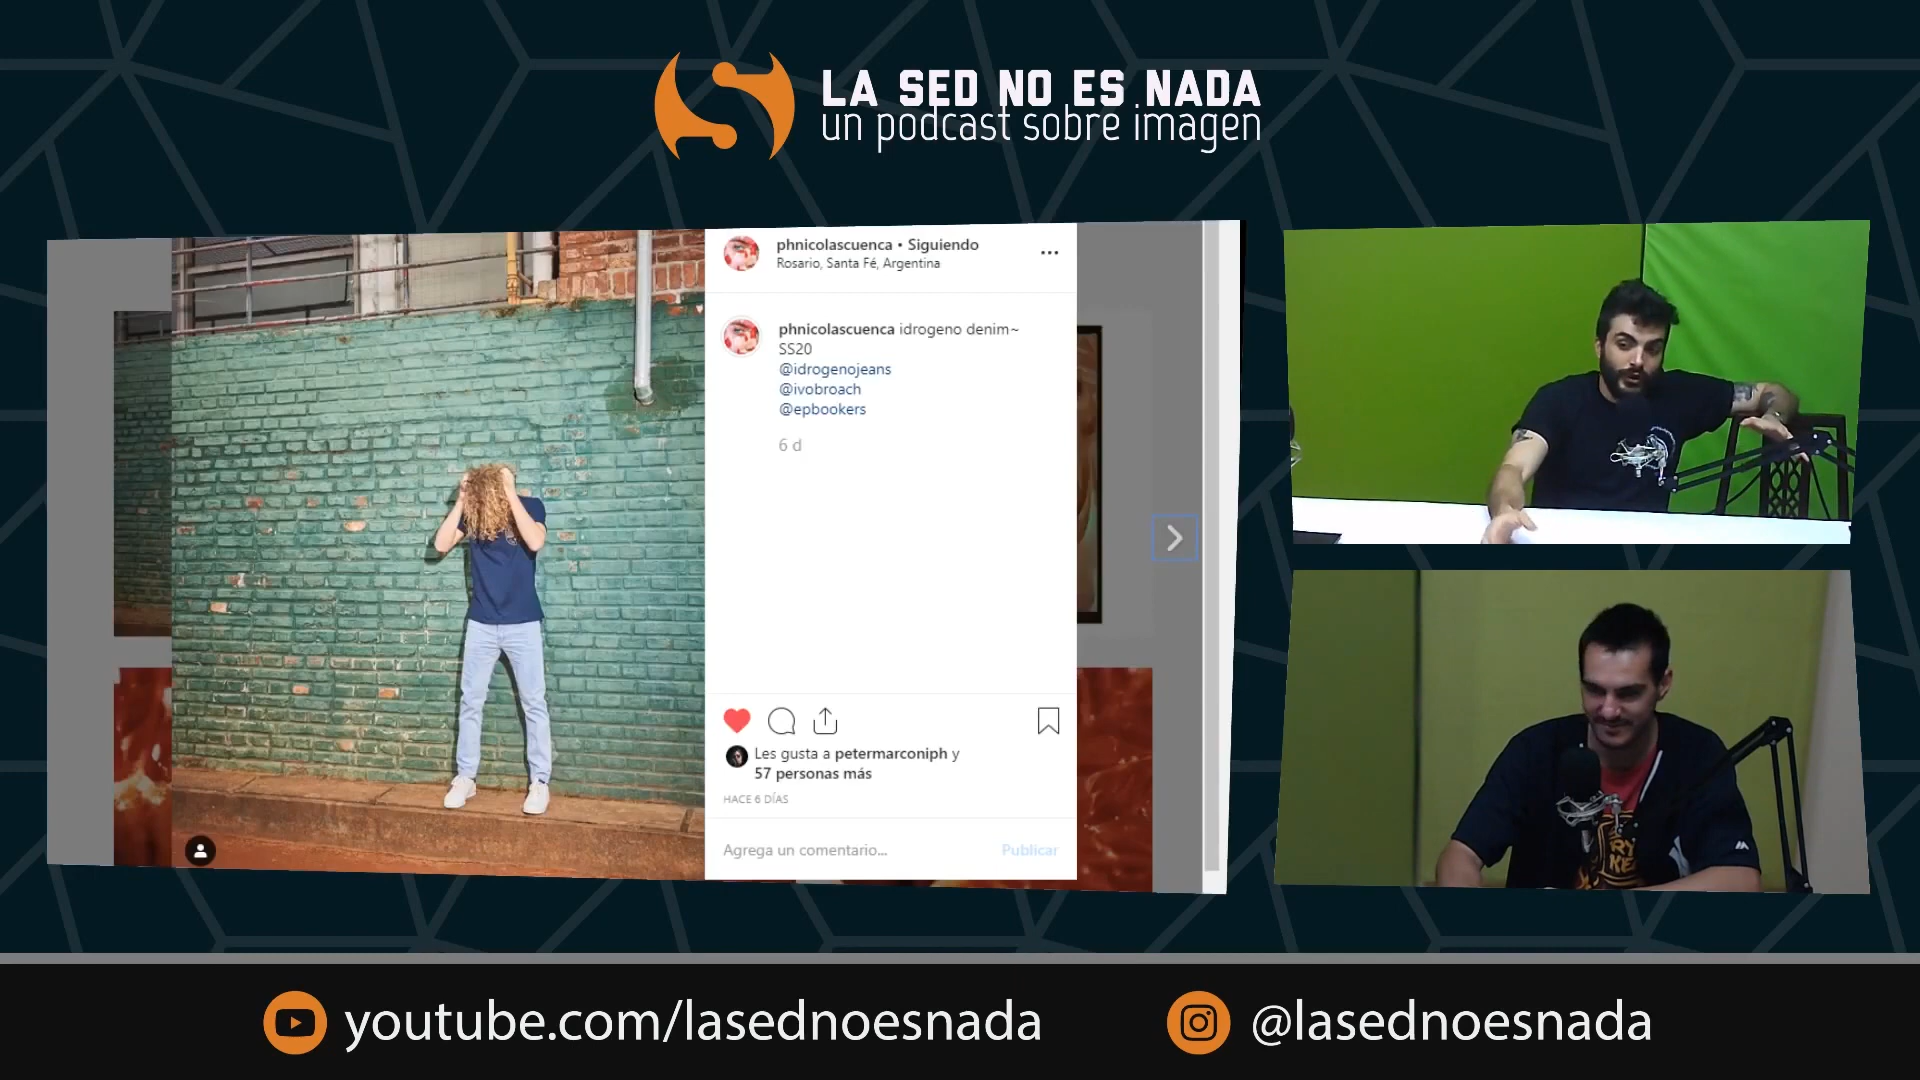 LA SED NO ES NADA
un podcast sobre imagen
phnicolascuenca • Siguiendo
Rosario, Santa Fé, Argentina
phnicolascuenca idrogeno denim~
SS20
@idrogenojeans
@ivobroach
@epbookers
6 d
Les gusta a petermarconiph y
57 personas más
HACE 6 DÍAS
Agrega un comentario...
Publicar
RY
KE
youtube.com/lasednoesnada
@lasednoesnada